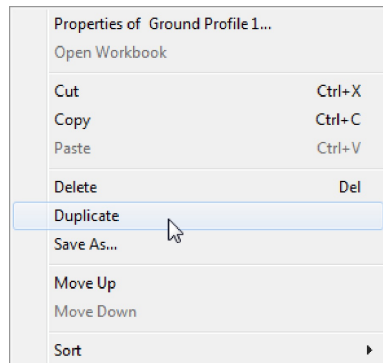 Properties of Ground Profile 1...
Open Workbook
Cut Ctrl+X
Copy Ctrl+C
Paste Ctrl+V
Delete Del
Duplicate
Save As...
Move Up
Move Down
Sort